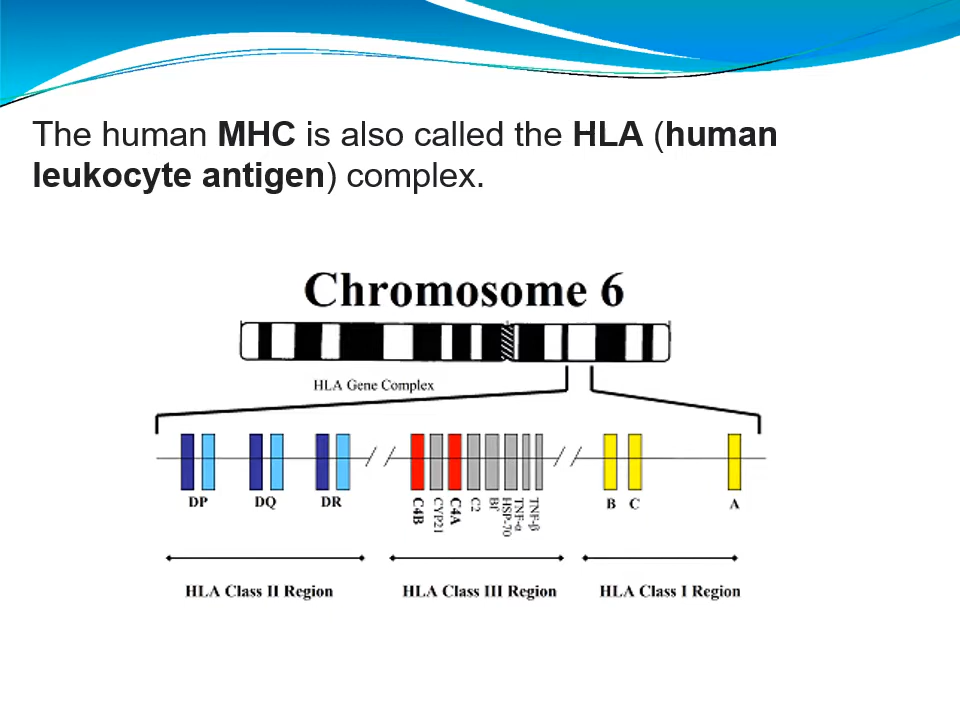 The human MHC is also called the HLA (human
leukocyte antigen) complex.
Chromosome 6
HLA Gene Complex
DP DQ DR C4B CYP21 C4A C2 Bf HSP-70 TNF-α TNF-β B C A
HLA Class II Region HLA Class III Region HLA Class I Region